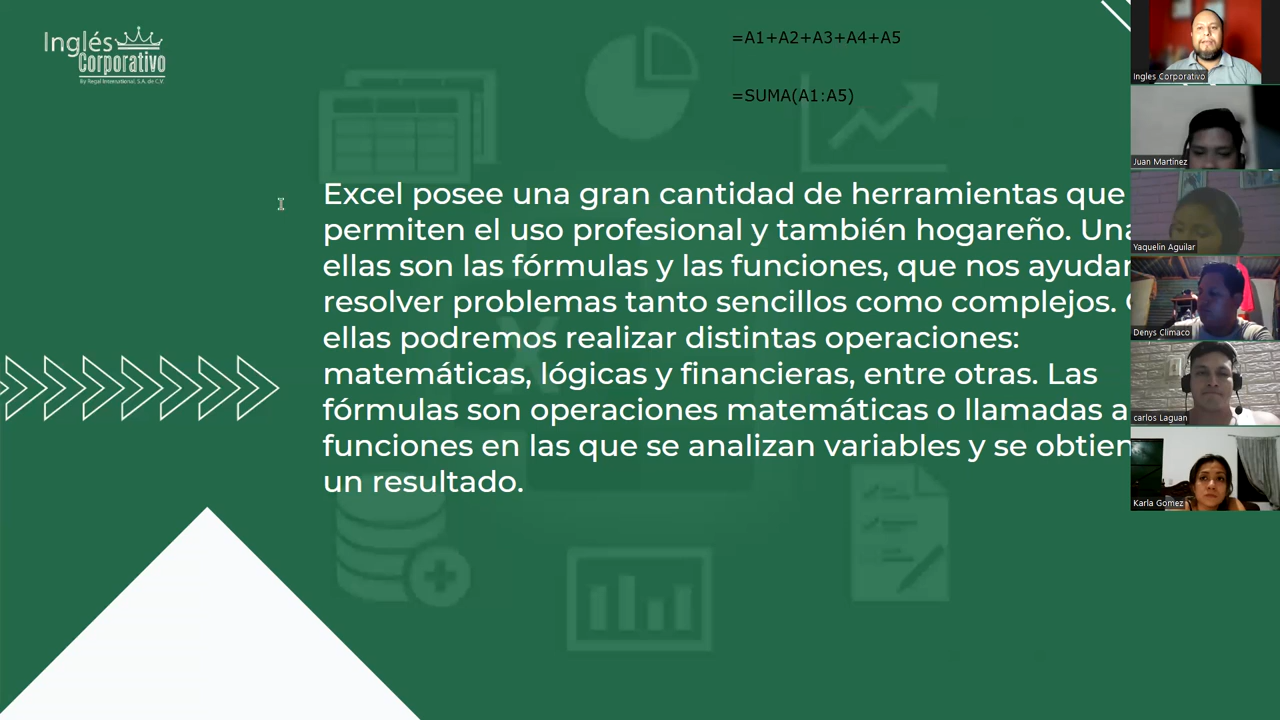 Inglés
Corporativo
By Regal International, S.A. de C.V.
=A1+A2+A3+A4+A5
=SUMA(A1:A5)
Excel posee una gran cantidad de herramientas que
permiten el uso profesional y también hogareño. Una
ellas son las fórmulas y las funciones, que nos ayudan
resolver problemas tanto sencillos como complejos.
ellas podremos realizar distintas operaciones:
matemáticas, lógicas y financieras, entre otras. Las
fórmulas son operaciones matemáticas o llamadas a
funciones en las que se analizan variables y se obtien
un resultado.
Ingles Corporativo
Juan Martínez
Yaquelin Aguilar
Denys Climaco
carlos Laguan
Karla Gomez